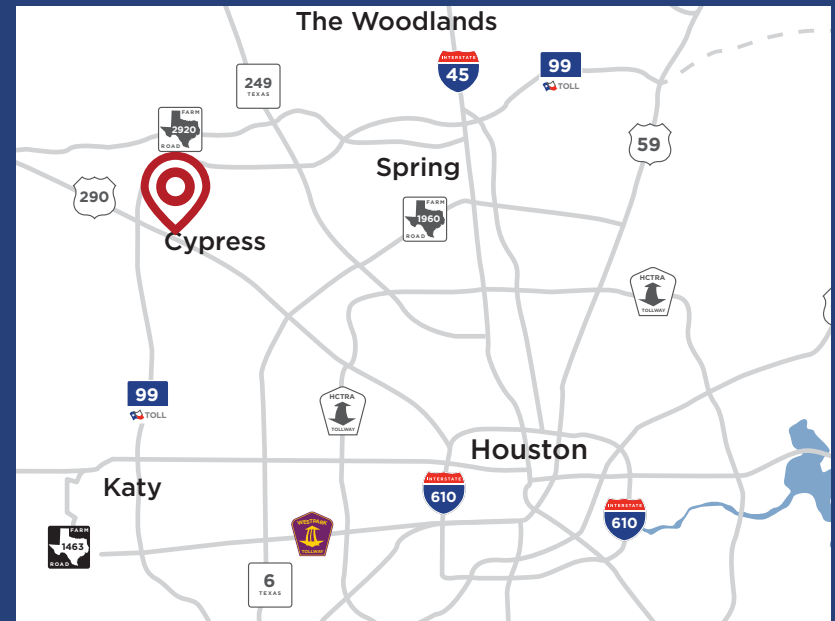 The Woodlands
INTERSTATE
45
99
TOLL
249
TEXAS
FARM
2920
ROAD
59
Spring
290
FARM
1960
ROAD
Cypress
HCTRA
TOLLWAY
99
TOLL
HCTRA
TOLLWAY
Houston
Katy
INTERSTATE
610
INTERSTATE
610
WESTPARK
TOLLWAY
FARM
1463
ROAD
6
TEXAS